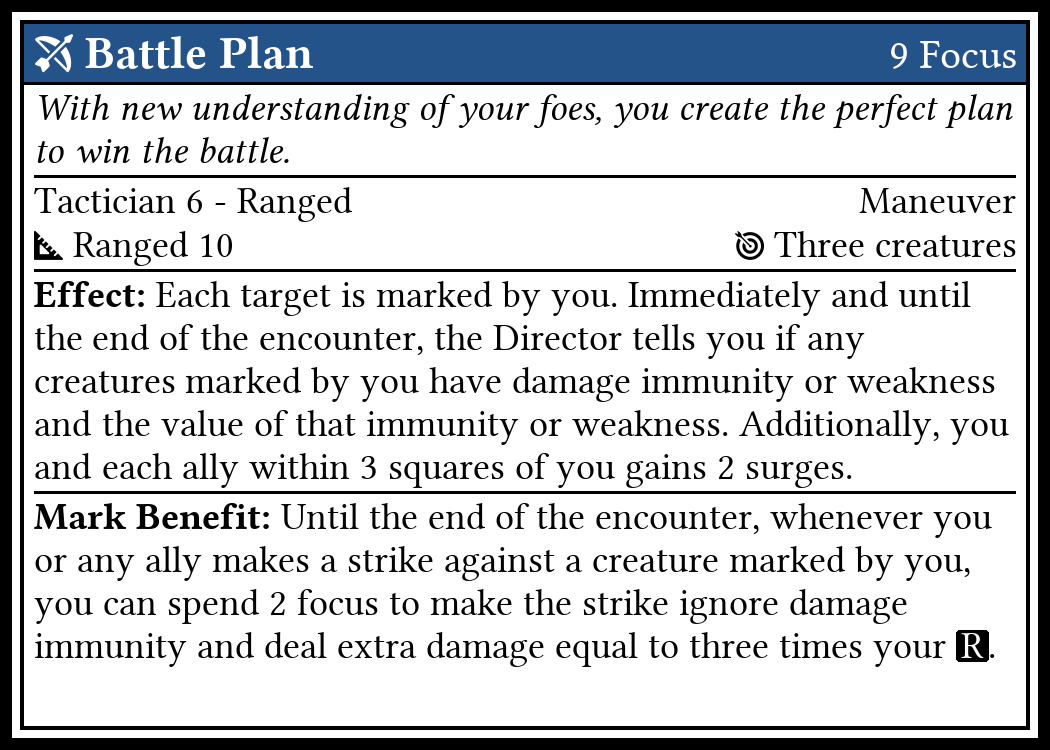 Battle Plan 9 Focus
With new understanding of your foes, you create the perfect plan
to win the battle.
Tactician 6 - Ranged Maneuver
Ranged 10 Three creatures
Effect: Each target is marked by you. Immediately and until
the end of the encounter, the Director tells you if any
creatures marked by you have damage immunity or weakness
and the value of that immunity or weakness. Additionally, you
and each ally within 3 squares of you gains 2 surges.
Mark Benefit: Until the end of the encounter, whenever you
or any ally makes a strike against a creature marked by you,
you can spend 2 focus to make the strike ignore damage
immunity and deal extra damage equal to three times your R.